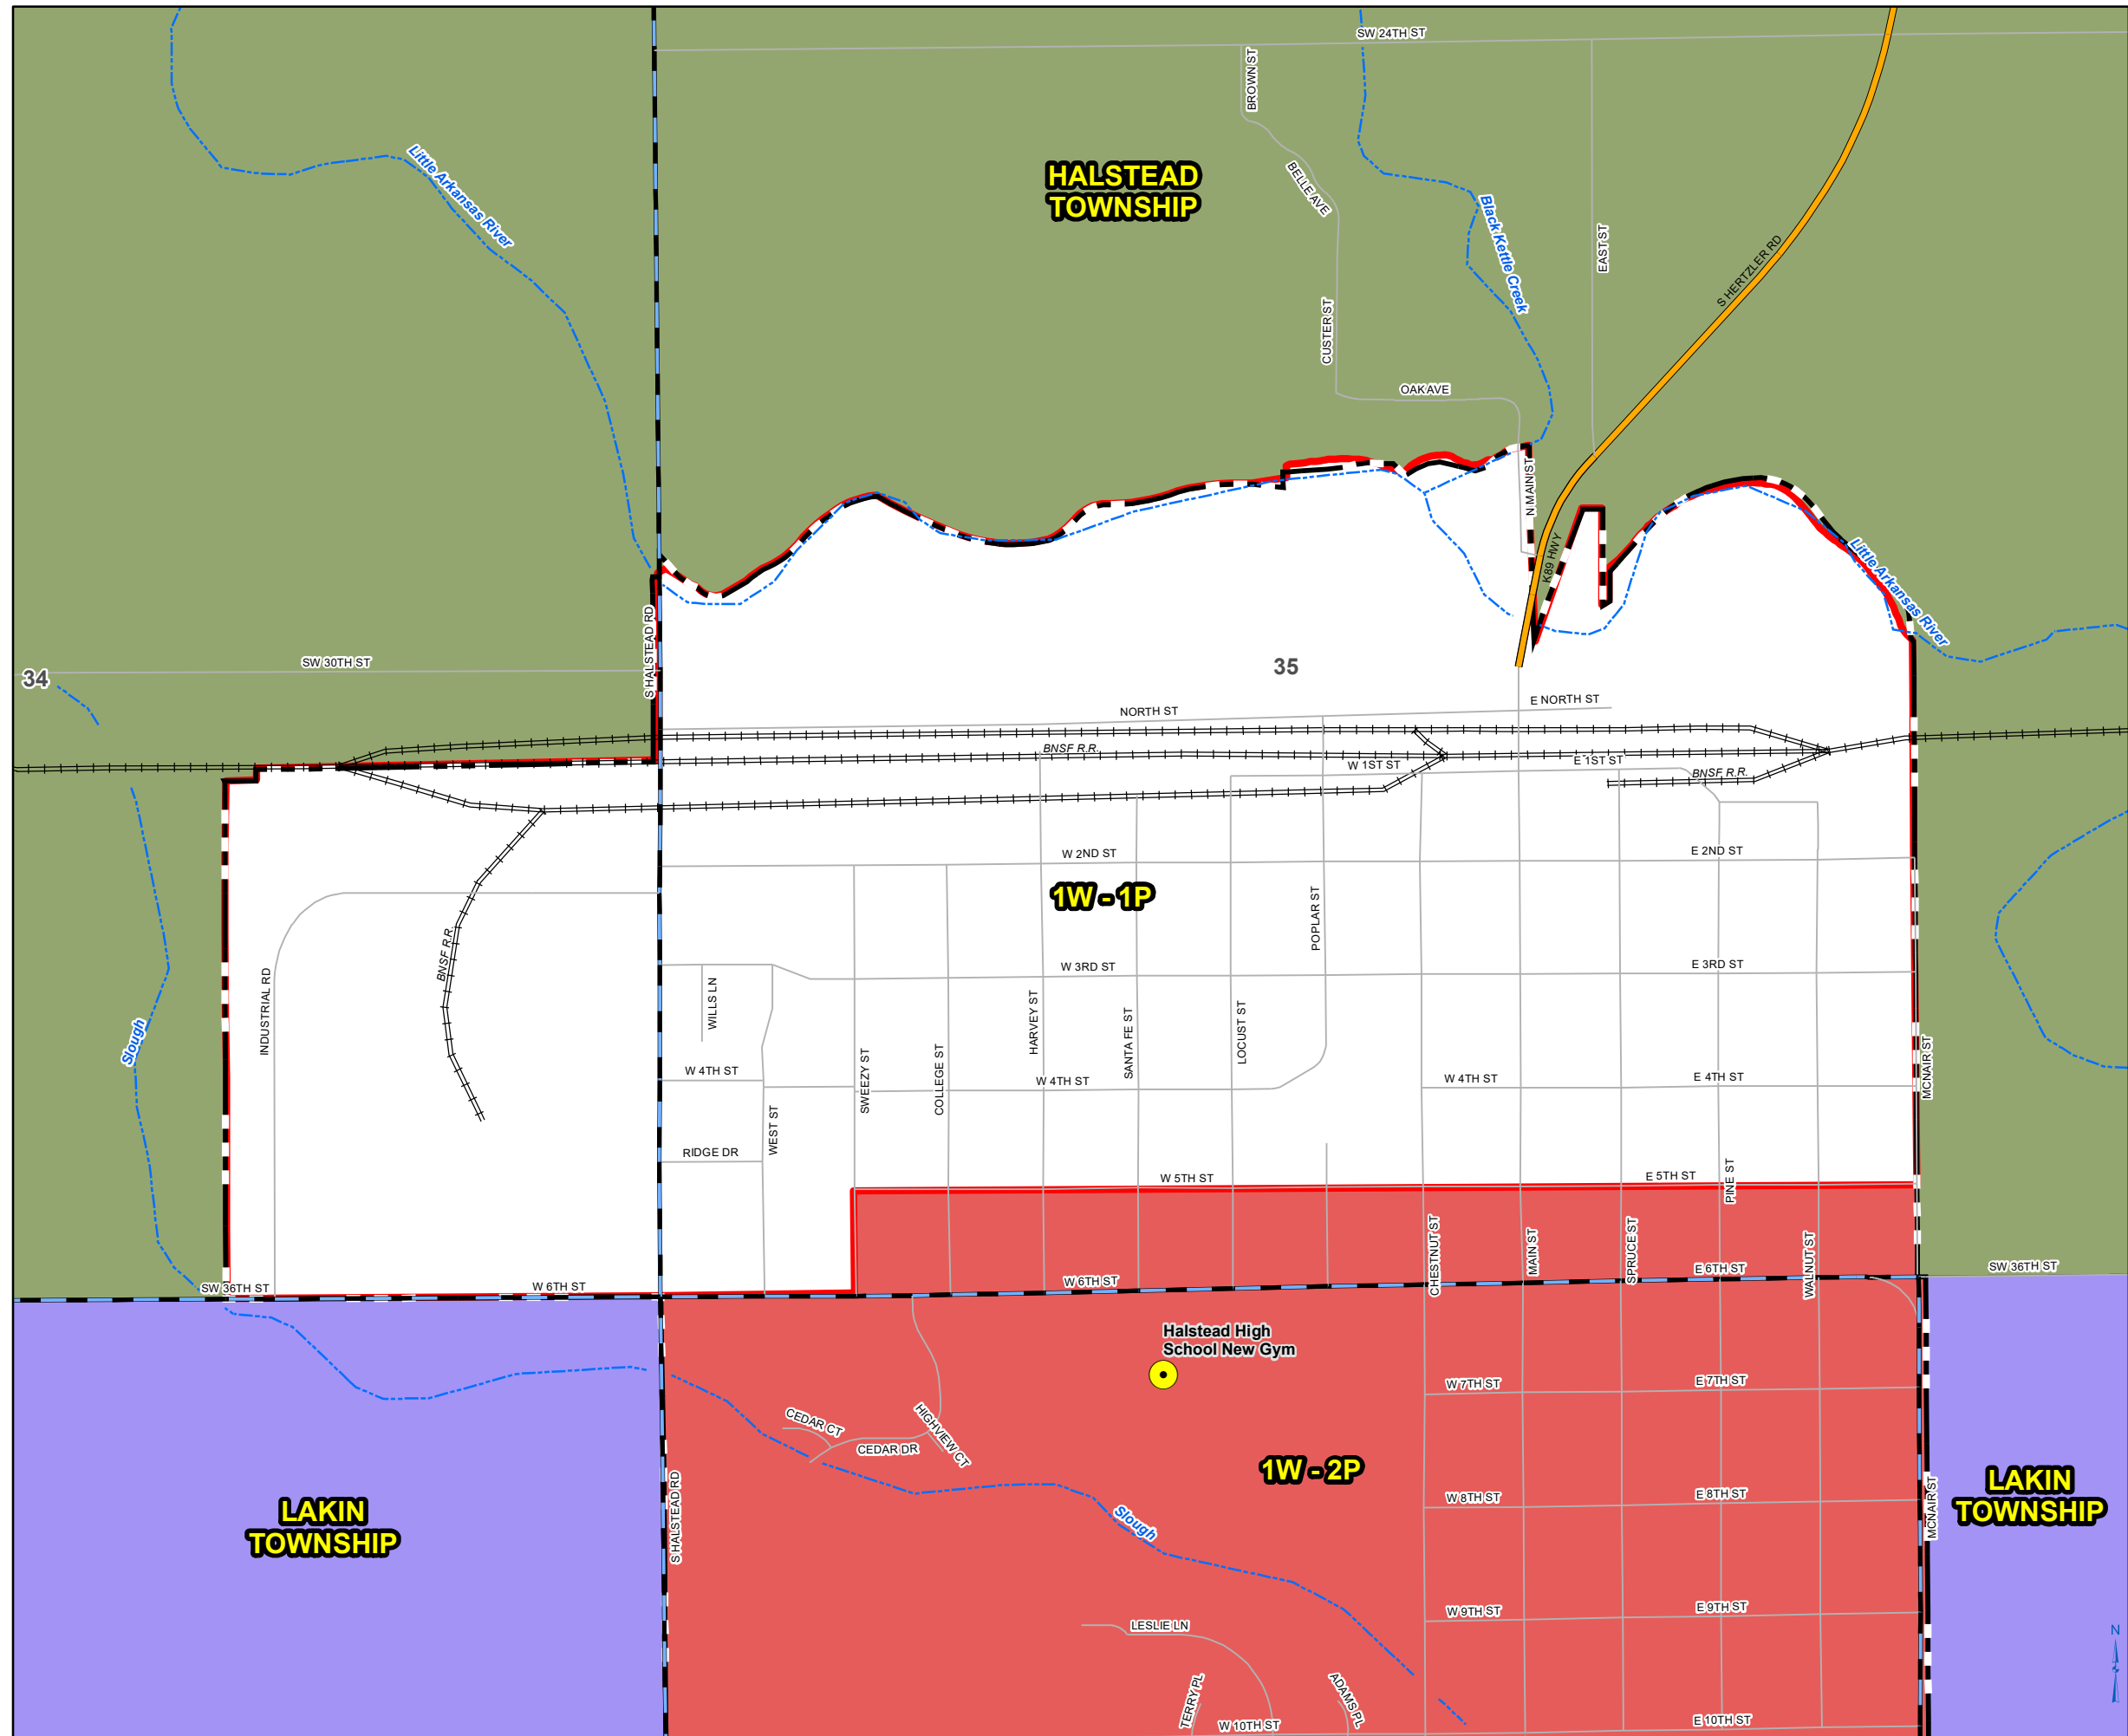 SW 24TH ST
BROWN ST
Little Arkansas River
HALSTEAD
TOWNSHIP
BELLE AVE
Black Kettle Creek
EAST ST
S HERTZLER RD
CUSTER ST
OAK AVE
N MAIN ST
K89 HWY
Little Arkansas River
S HALSTEAD RD
SW 30TH ST
34
35
NORTH ST
E NORTH ST
BNSF R.R.
W 1ST ST
E 1ST ST
BNSF R.R.
W 2ND ST
E 2ND ST
1W - 1P
POPLAR ST
BNSF R.R.
W 3RD ST
E 3RD ST
INDUSTRIAL RD
WILLS LN
HARVEY ST
SANTA FE ST
LOCUST ST
Slough
SWEEZY ST
COLLEGE ST
MCNAIR ST
W 4TH ST
W 4TH ST
W 4TH ST
E 4TH ST
WEST ST
RIDGE DR
W 5TH ST
E 5TH ST
PINE ST
CHESTNUT ST
MAIN ST
SPRUCE ST
WALNUT ST
SW 36TH ST
W 6TH ST
W 6TH ST
E 6TH ST
SW 36TH ST
Halstead High
School New Gym
W 7TH ST
E 7TH ST
CEDAR CT
CEDAR DR
HIGHVIEW CT
1W - 2P
LAKIN
TOWNSHIP
S HALSTEAD RD
Slough
W 8TH ST
E 8TH ST
MCNAIR ST
LAKIN
TOWNSHIP
W 9TH ST
E 9TH ST
LESLIE LN
TERRY PL
ADAMS PL
W 10TH ST
E 10TH ST
N